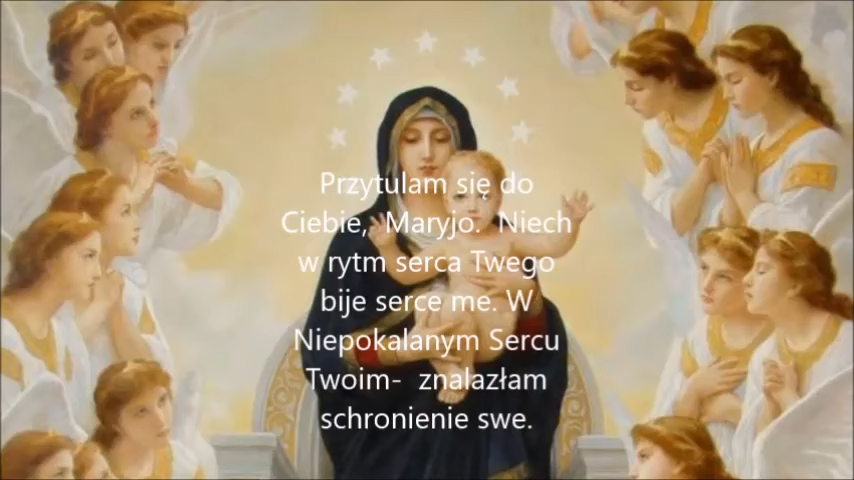 Przytulam się do
Ciebie,  Maryjo.  Niech
w rytm serca Twego
bije serce me. W
Niepokalanym Sercu
Twoim-  znalazłam
schronienie swe.